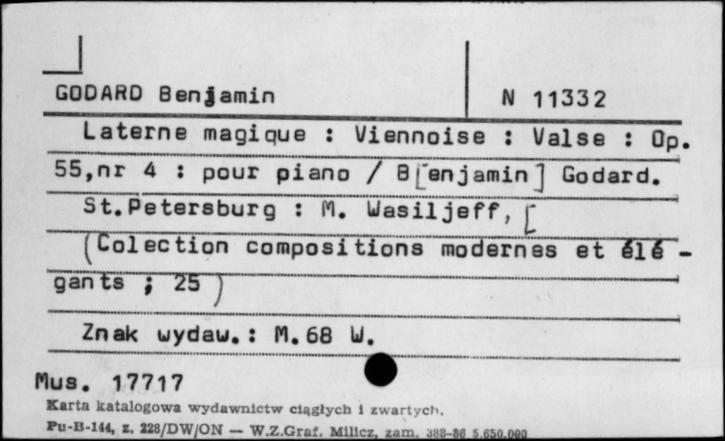 GODARD Benjamin
N 11332
Laterne magique : Viennoise : Valse : Op.
55,nr 4 : pour piano / B[enjamin] Godard.
St.Petersburg : M. Wasiljeff, [
(Colection compositions modernes et élé -
gants ; 25 )
Znak wydaw.: M.68 W.
Mus. 17717
Karta katalogowa wydawnictw ciągłych i zwartych.
Pu-B-144, z. 228/DW/ON — W.Z.Graf. Milicz, zam. 388-86 5.650.000